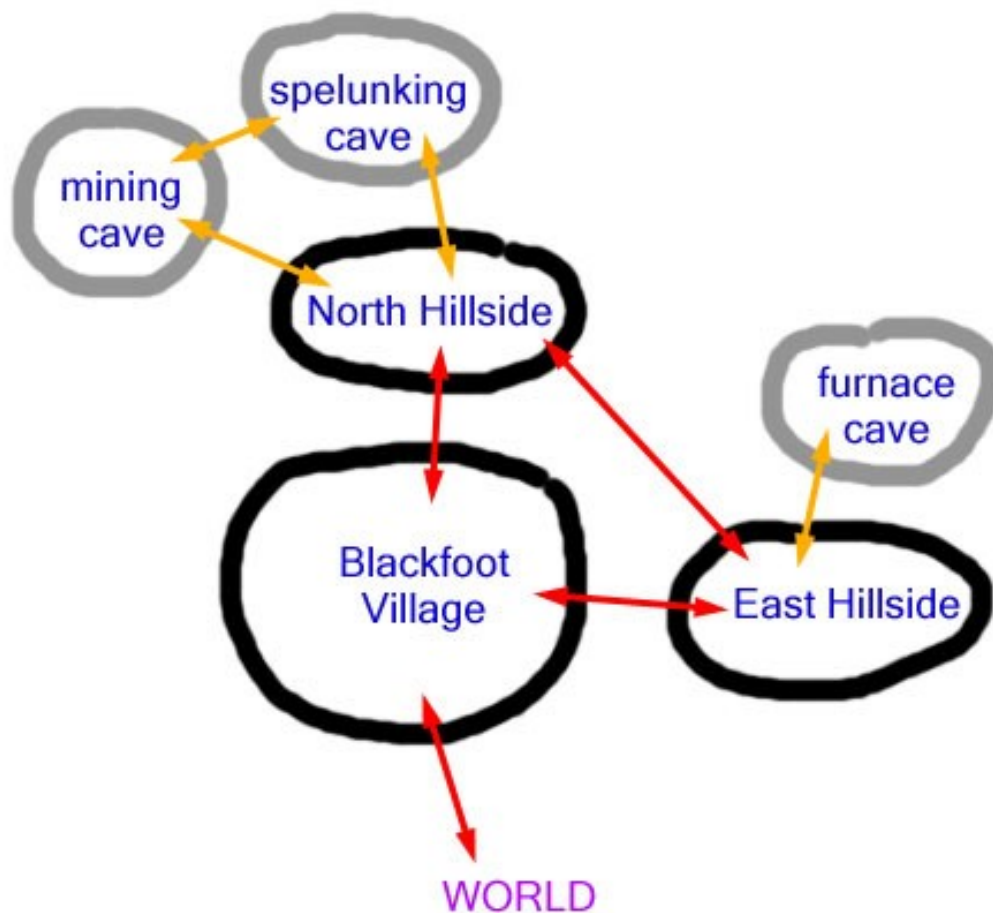 spelunking
cave
mining
cave
North Hillside
furnace
cave
Blackfoot
Village
East Hillside
WORLD